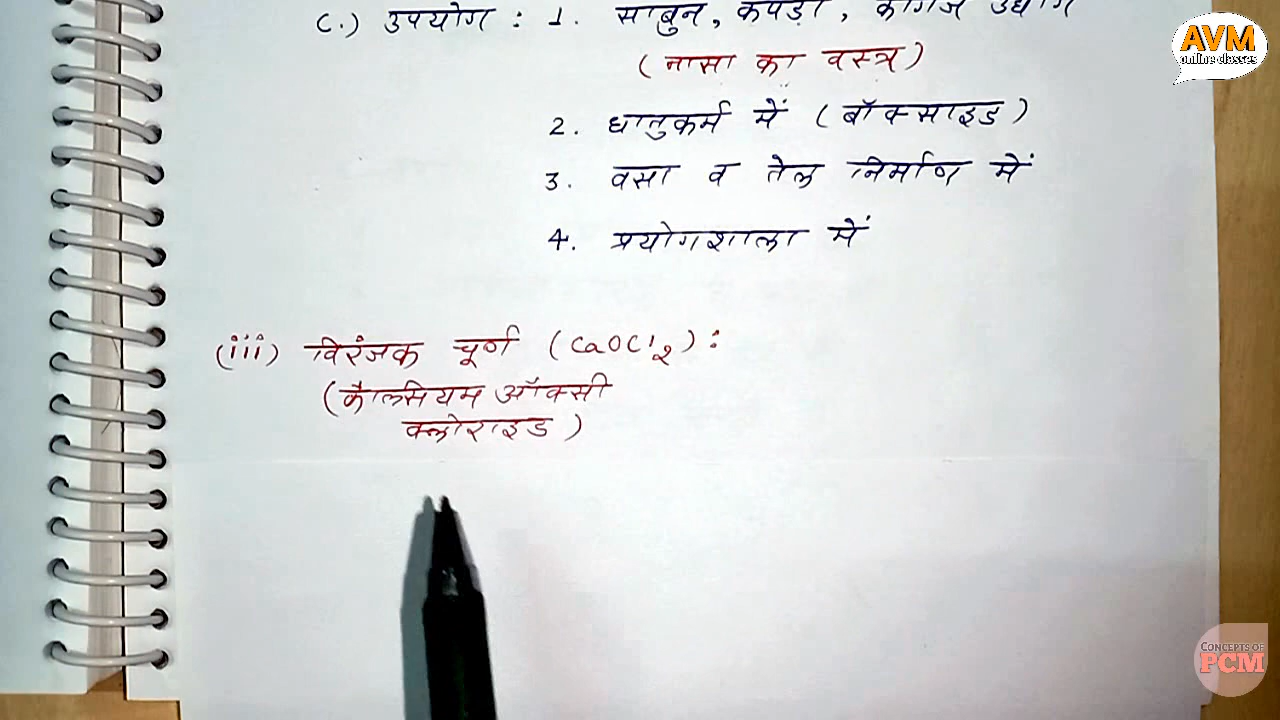 C.) उपयोग : 1. साबुन, कपड़ा, कागज उद्योग
(नासा का वस्त्र)
2. धातुकर्म में (बॉक्साइड)
3. वसा व तेल निर्माण में
4. प्रयोगशाला में
(iii) विरंजक चूर्ण (CaOCl2) :
(कैल्सियम ऑक्सी
क्लोराइड)
AVM
online classes
CONCEPTS OF
PCM